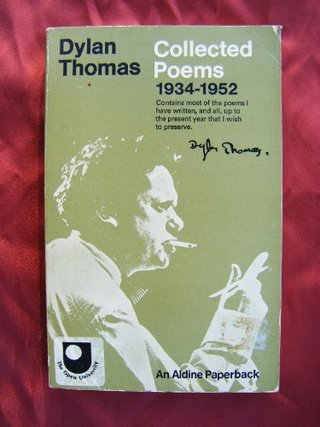 Dylan Thomas
Collected Poems
1934-1952
Contains most of the poems I
have written, and all, up to
the present year that I wish
to preserve.
Dylan Thomas.
The Open University
An Aldine Paperback